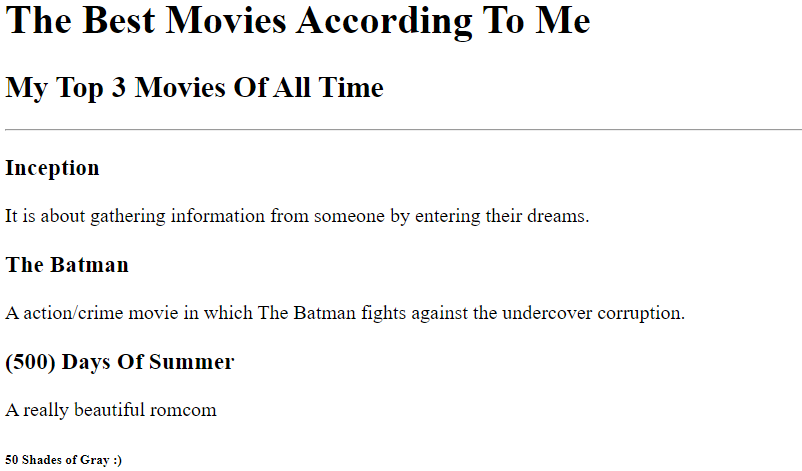 The Best Movies According To Me
My Top 3 Movies Of All Time
Inception
It is about gathering information from someone by entering their dreams.
The Batman
A action/crime movie in which The Batman fights against the undercover corruption.
(500) Days Of Summer
A really beautiful romcom
50 Shades of Gray :)